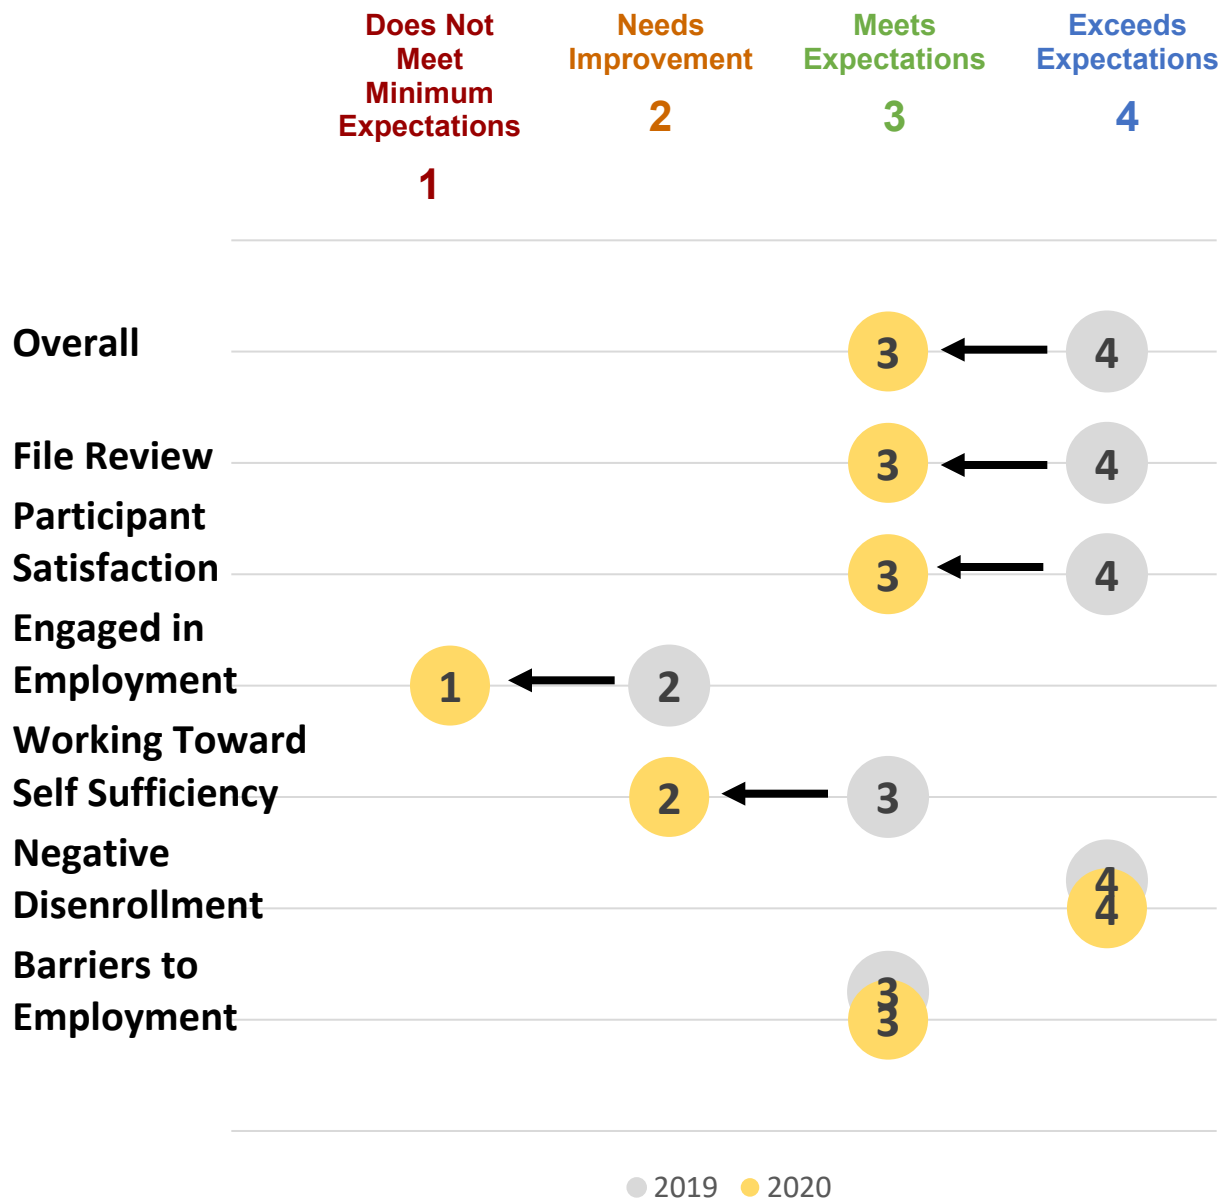 Does Not
Meet
Minimum
Expectations
1
Needs
Improvement
2
Meets
Expectations
3
Exceeds
Expectations
4
Overall
3
4
File Review
3
4
Participant
Satisfaction
3
4
Engaged in
Employment
1
2
Working Toward
Self Sufficiency
2
3
Negative
Disenrollment
4
4
Barriers to
Employment
3
3
2019
2020